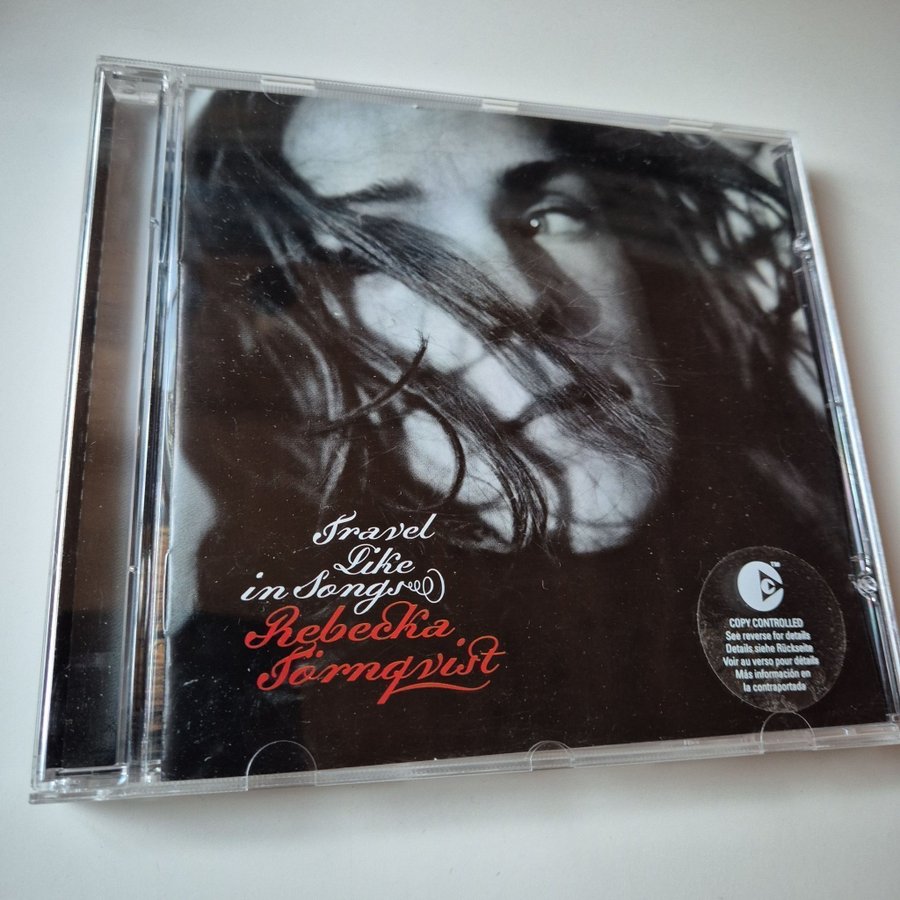 Travel
Like
in Songs
Rebecka
Törnqvist
™
COPY CONTROLLED
See reverse for details
Details siehe Rückseite
Voir au verso pour détails
Más información en
la contraportada